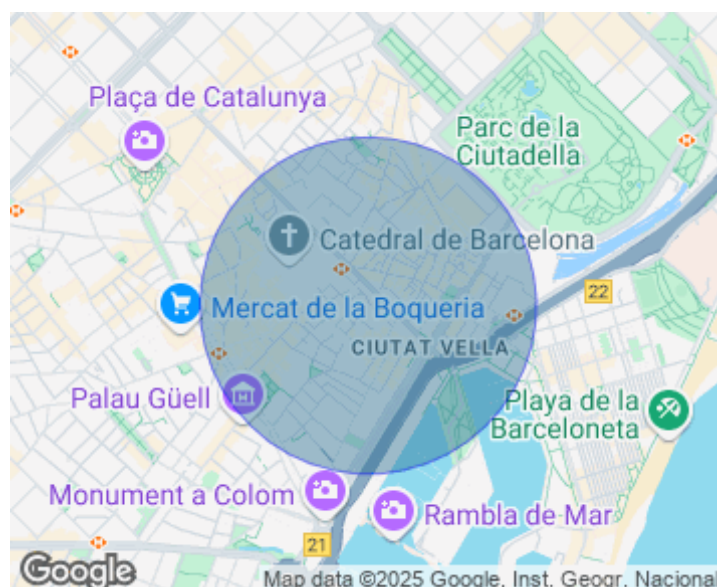 Plaça de Catalunya
Parc de la
Ciutadella
Catedral de Barcelona
22
Mercat de la Boqueria
CIUTAT VELLA
Palau Güell
Playa de la
Barceloneta
Monument a Colom
Rambla de Mar
21
Google
Map data ©2025 Google, Inst. Geogr. Nacional